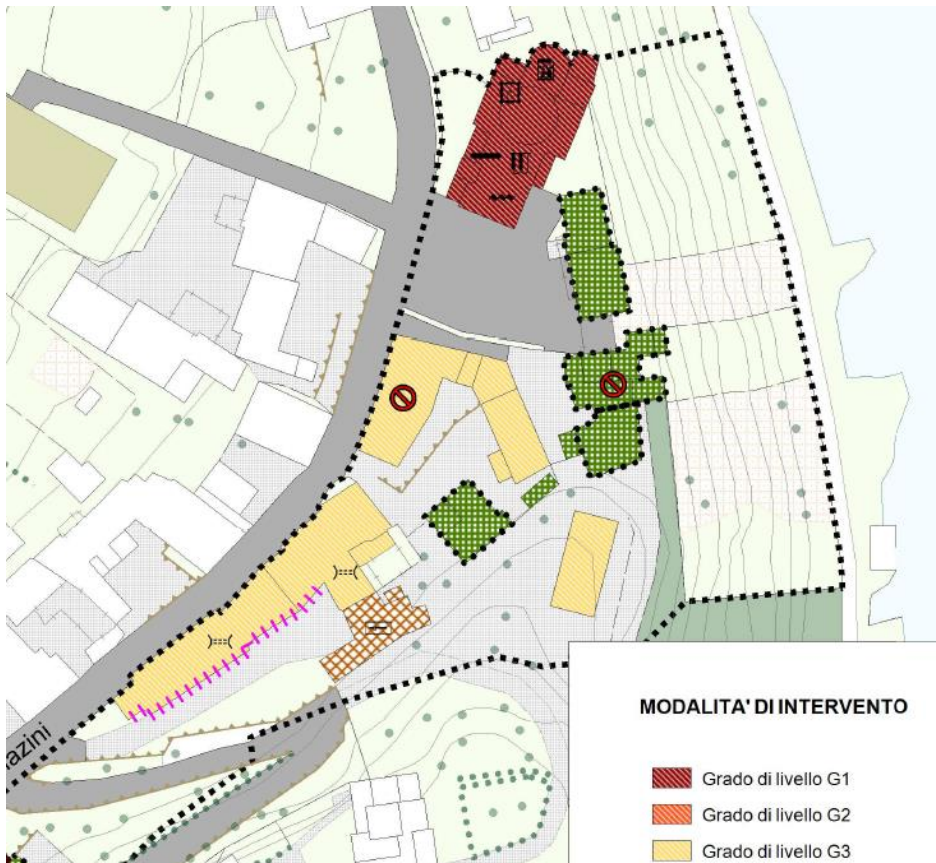 azini
MODALITA' DI INTERVENTO
Grado di livello G1
Grado di livello G2
Grado di livello G3